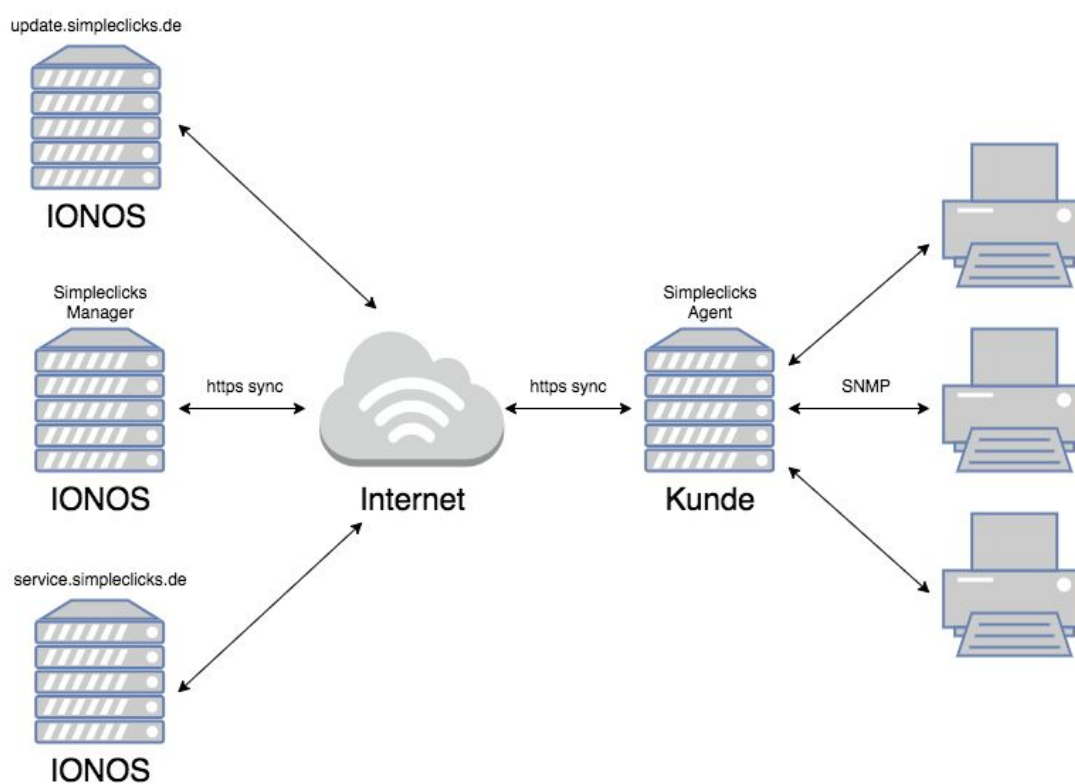 update.simpleclicks.de
IONOS
Simpleclicks
Manager
https sync
https sync
Simpleclicks
Agent
SNMP
IONOS
Internet
Kunde
service.simpleclicks.de
IONOS